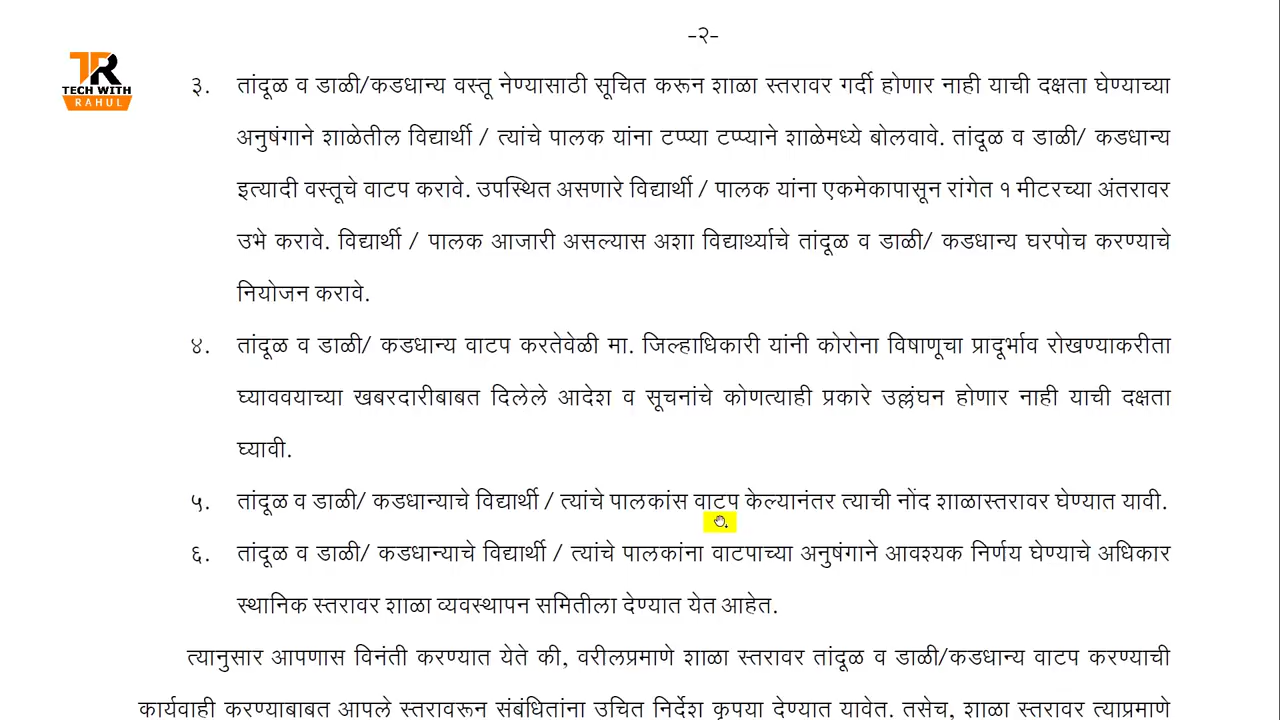 -२-
TR
TECH WITH
RAHUL
३. तांदूळ व डाळी/कडधान्य वस्तू नेण्यासाठी सूचित करून शाळा स्तरावर गर्दी होणार नाही याची दक्षता घेण्याच्या
अनुषंगाने शाळेतील विद्यार्थी / त्यांचे पालक यांना टप्प्या टप्प्याने शाळेमध्ये बोलवावे. तांदूळ व डाळी/ कडधान्य
इत्यादी वस्तूचे वाटप करावे. उपस्थित असणारे विद्यार्थी / पालक यांना एकमेकापासून रांगेत १ मीटरच्या अंतरावर
उभे करावे. विद्यार्थी / पालक आजारी असल्यास अशा विद्यार्थ्याचे तांदूळ व डाळी/ कडधान्य घरपोच करण्याचे
नियोजन करावे.
४. तांदूळ व डाळी/ कडधान्य वाटप करतेवेळी मा. जिल्हाधिकारी यांनी कोरोना विषाणूचा प्रादूर्भाव रोखण्याकरीता
घ्याववयाच्या खबरदारीबाबत दिलेले आदेश व सूचनांचे कोणत्याही प्रकारे उल्लंघन होणार नाही याची दक्षता
घ्यावी.
५. तांदूळ व डाळी/ कडधान्याचे विद्यार्थी / त्यांचे पालकांस वाटप केल्यानंतर त्याची नोंद शाळास्तरावर घेण्यात यावी.
६. तांदूळ व डाळी/ कडधान्याचे विद्यार्थी / त्यांचे पालकांना वाटपाच्या अनुषंगाने आवश्यक निर्णय घेण्याचे अधिकार
स्थानिक स्तरावर शाळा व्यवस्थापन समितीला देण्यात येत आहेत.
त्यानुसार आपणास विनंती करण्यात येते की, वरीलप्रमाणे शाळा स्तरावर तांदूळ व डाळी/कडधान्य वाटप करण्याची
कार्यवाही करण्याबाबत आपले स्तरावरून संबंधितांना उचित निर्देश कृपया देण्यात यावेत. तसेच, शाळा स्तरावर त्याप्रमाणे